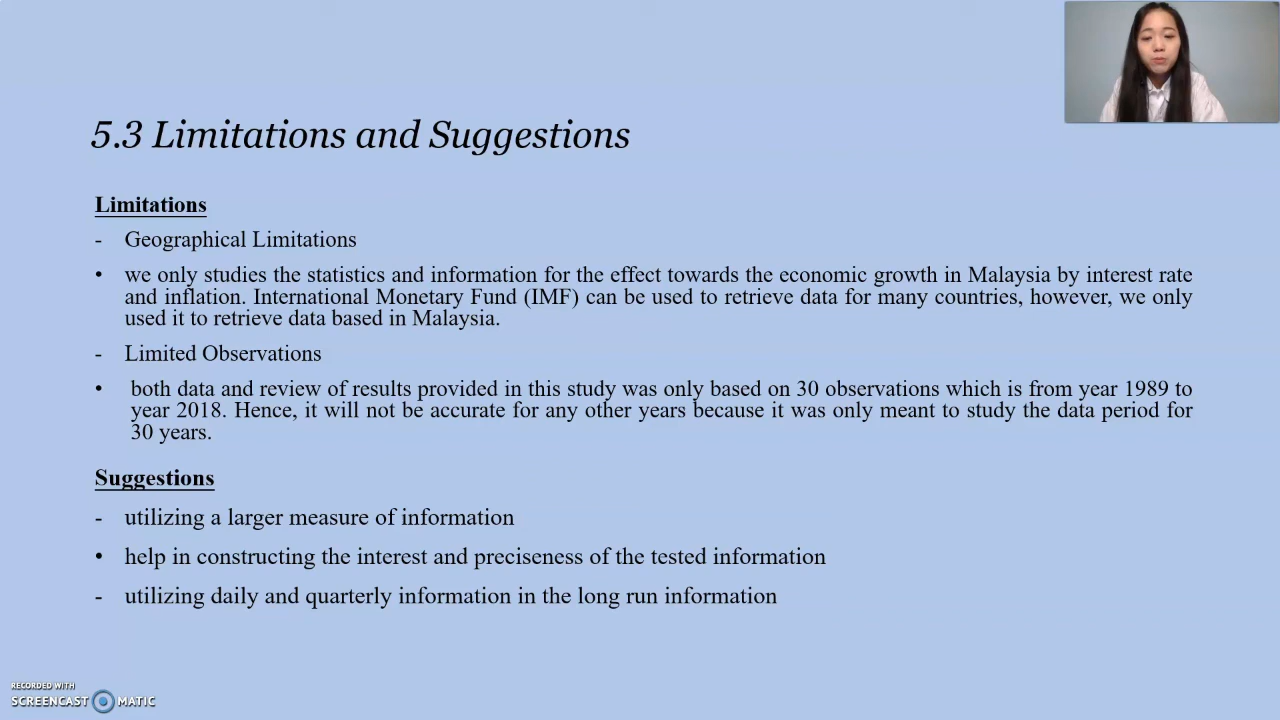 5.3 Limitations and Suggestions
Limitations
- Geographical Limitations
• we only studies the statistics and information for the effect towards the economic growth in Malaysia by interest rate
and inflation. International Monetary Fund (IMF) can be used to retrieve data for many countries, however, we only
used it to retrieve data based in Malaysia.
- Limited Observations
• both data and review of results provided in this study was only based on 30 observations which is from year 1989 to
year 2018. Hence, it will not be accurate for any other years because it was only meant to study the data period for
30 years.
Suggestions
- utilizing a larger measure of information
• help in constructing the interest and preciseness of the tested information
- utilizing daily and quarterly information in the long run information
RECORDED WITH
SCREENCAST MATIC